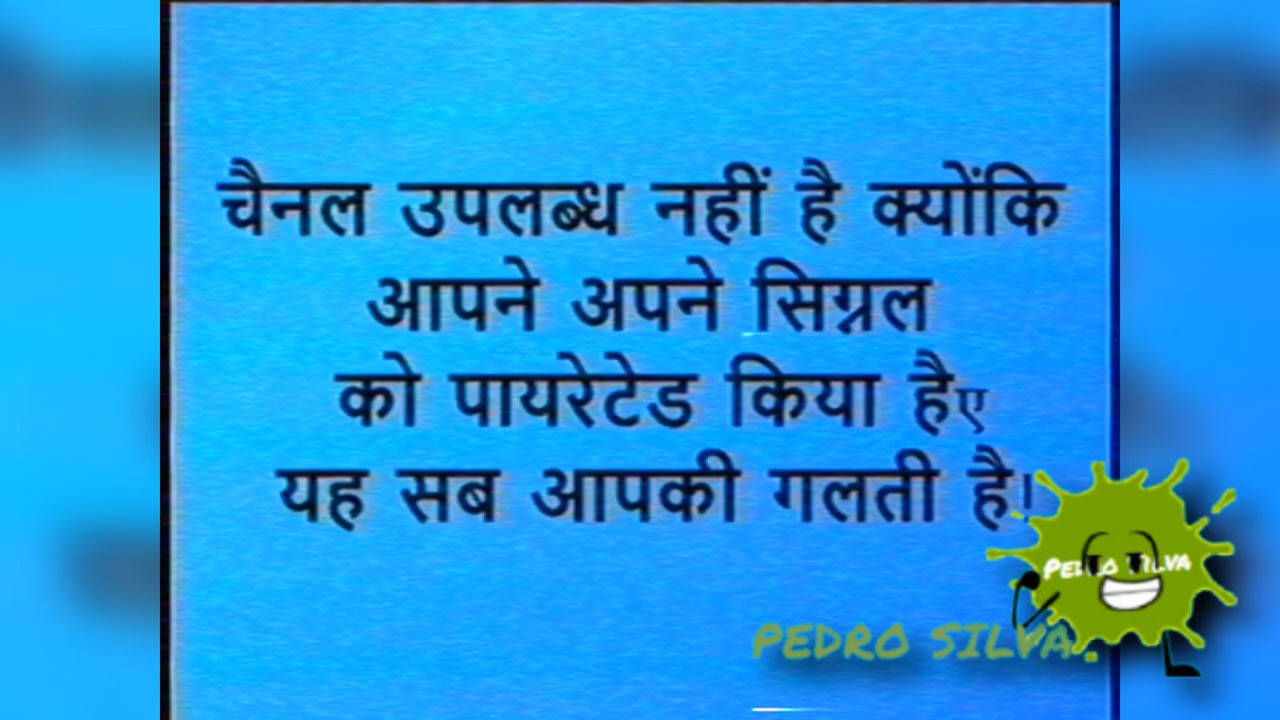 चैनल उपलब्ध नहीं है क्योंकि
आपने अपने सिग्नल
को पायरेटेड किया हैए
यह सब आपकी गलती है।
PEDRO SILVA
PEDRO SILVA